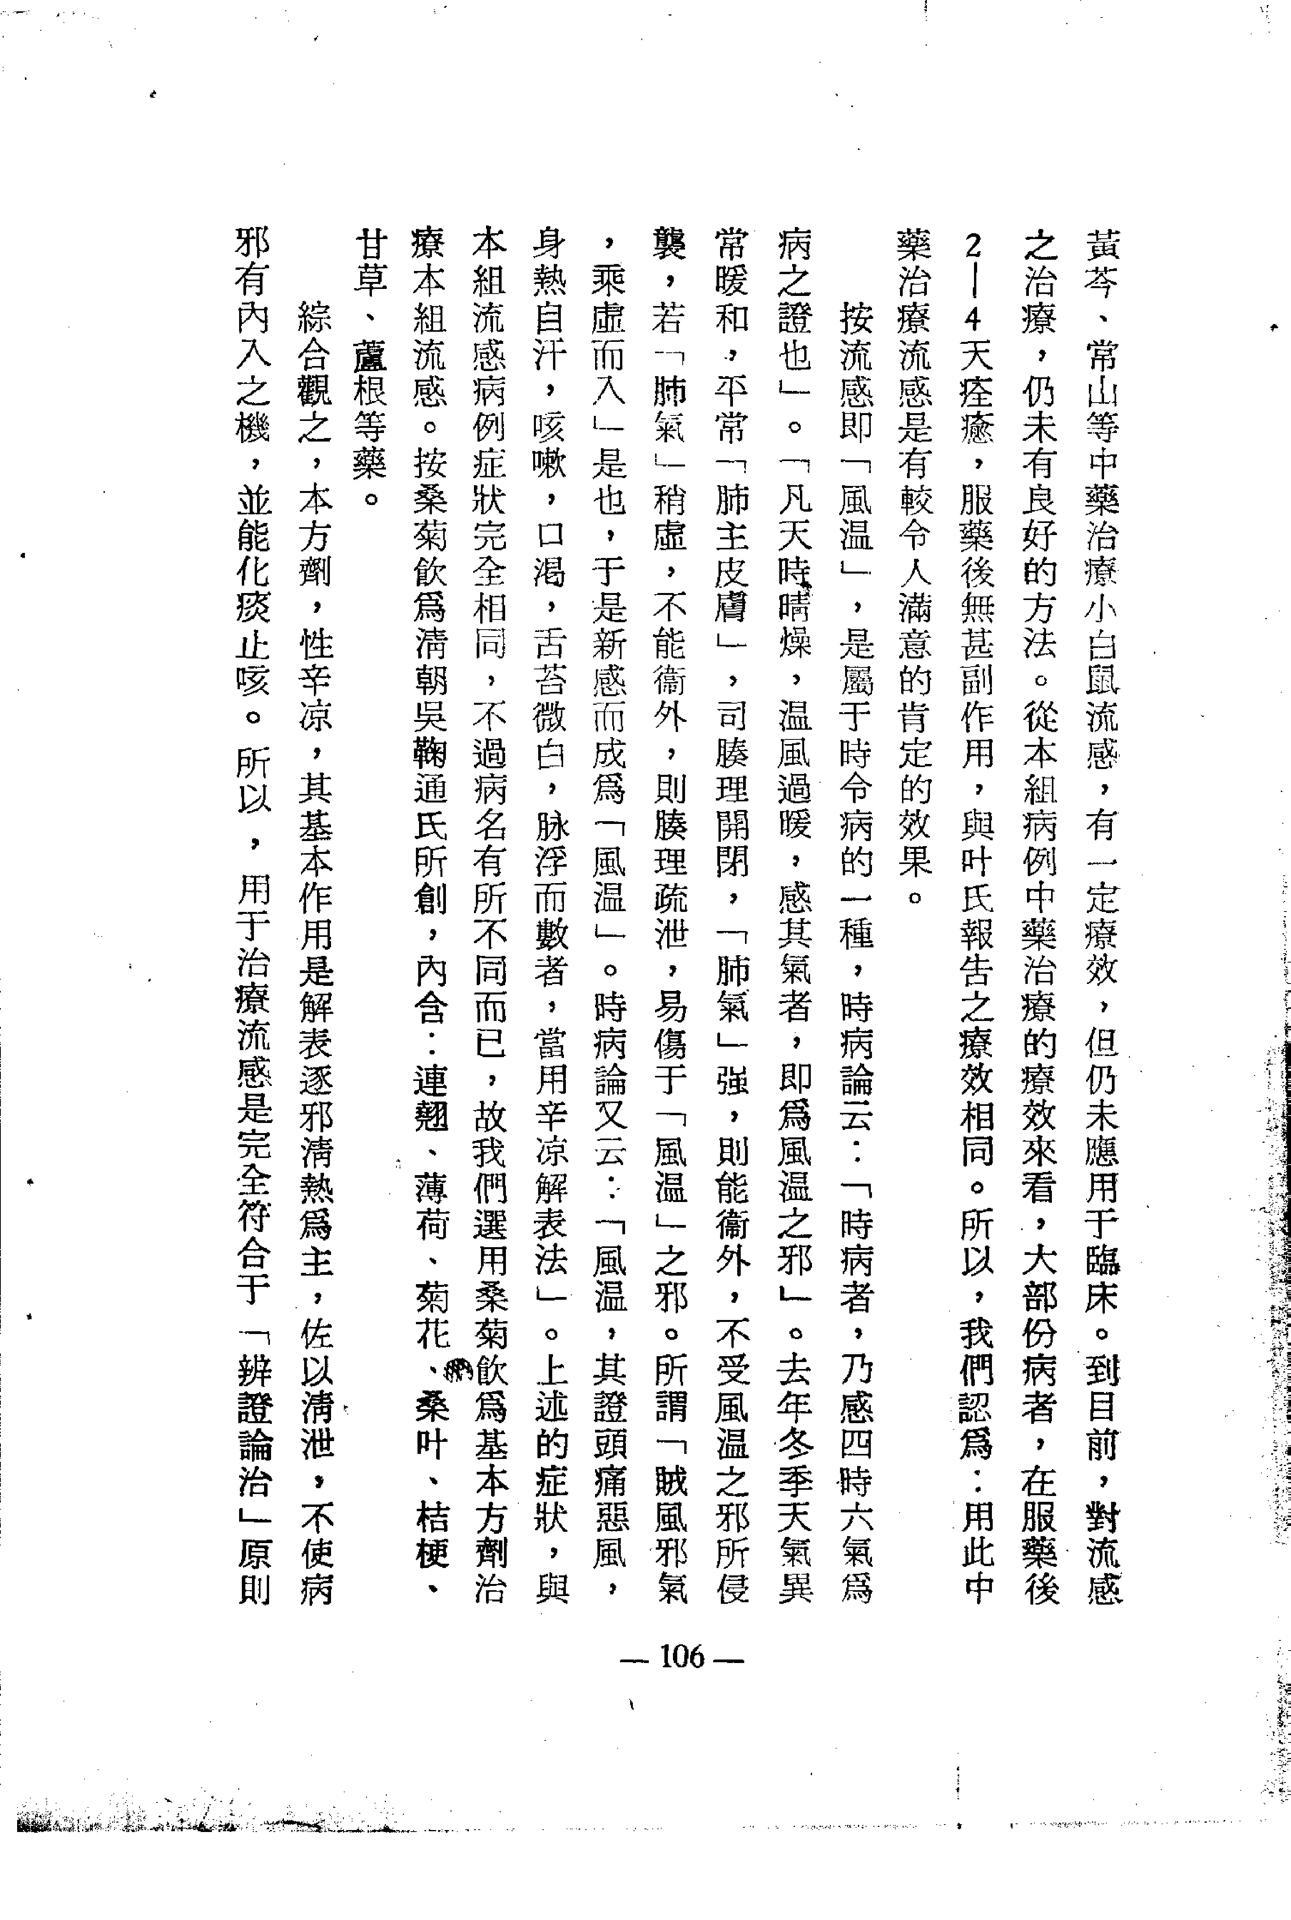 黃芩、常山等中藥治療小白鼠流感，有一定療效，但仍未應用于臨床。到目前，對流感
之治療，仍未有良好的方法。從本組病例中藥治療的療效來看，大部份病者，在服藥後
2—4天痊癒，服藥後無甚副作用，與叶氏報告之療效相同。所以，我們認爲：用此中
藥治療流感是有較令人滿意的肯定的效果。
按流感即「風温」，是屬于時令病的一種，時病論云：「時病者，乃感四時六氣爲
病之證也」。「凡天時晴燥，温風過暖，感其氣者，即爲風温之邪」。去年冬季天氣異
常暖和，平常「肺主皮膚」，司腠理開閉，「肺氣」强，則能衞外，不受風温之邪所侵
襲，若「肺氣」稍虛，不能衞外，則腠理疏泄，易傷于「風温」之邪。所謂「賊風邪氣
，乘虛而入」是也，于是新感而成爲「風温」。時病論又云：「風温，其證頭痛惡風，
身熱自汗，咳嗽，口渴，舌苔微白，脉浮而數者，當用辛凉解表法」。上述的症狀，與
本組流感病例症狀完全相同，不過病名有所不同而已，故我們選用桑菊飲爲基本方劑治
療本組流感。按桑菊飲爲淸朝吳鞠通氏所創，內含：連翹、薄荷、菊花、桑叶、桔梗、
甘草、蘆根等藥。
綜合觀之，本方劑，性辛凉，其基本作用是解表逐邪淸熱爲主，佐以淸泄，不使病
邪有內入之機，並能化痰止咳。所以，用于治療流感是完全符合于「辨證論治」原則
— 106 —